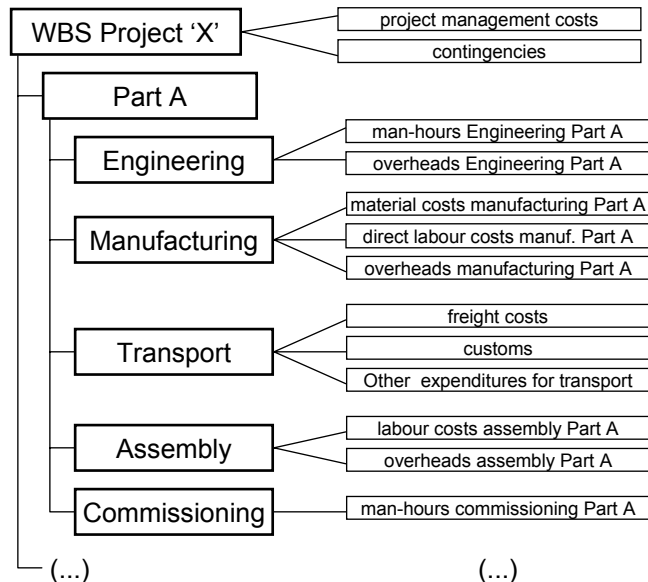 WBS Project ‘X’
project management costs
contingencies
Part A
Engineering
man-hours Engineering Part A
overheads Engineering Part A
Manufacturing
material costs manufacturing Part A
direct labour costs manuf. Part A
overheads manufacturing Part A
Transport
freight costs
customs
Other expenditures for transport
Assembly
labour costs assembly Part A
overheads assembly Part A
Commissioning
man-hours commissioning Part A
(...)
(...)